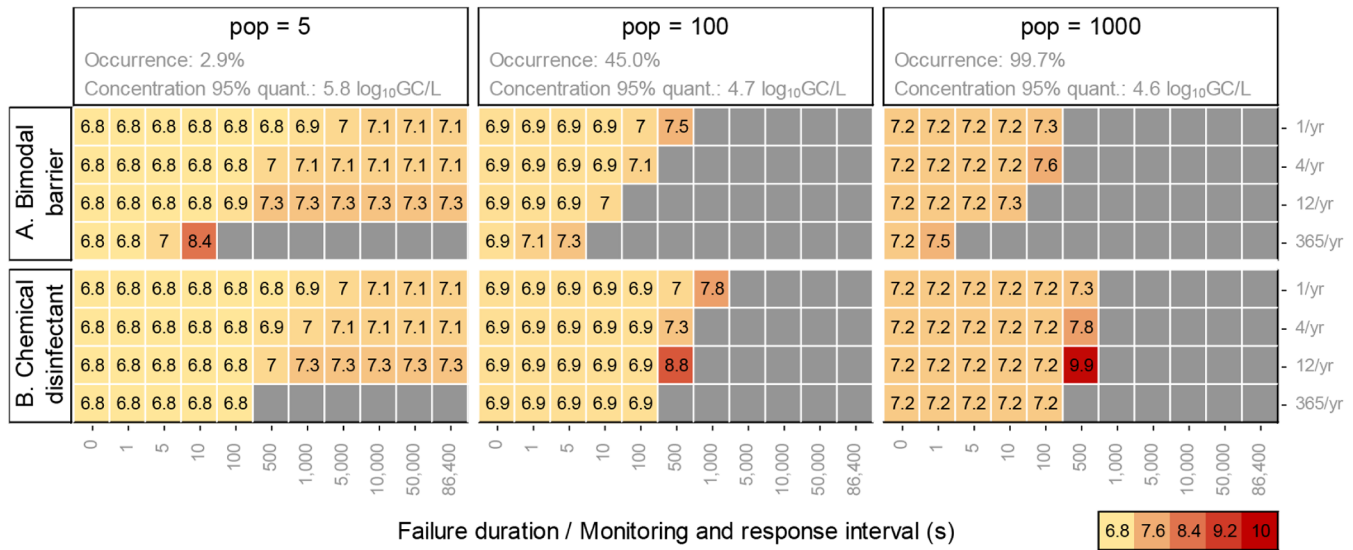 pop = 5 pop = 100 pop = 1000
Occurrence: 2.9% Occurrence: 45.0% Occurrence: 99.7%
Concentration 95% quant.: 5.8 log₁₀GC/L Concentration 95% quant.: 4.7 log₁₀GC/L Concentration 95% quant.: 4.6 log₁₀GC/L
A. Bimodal barrier
6.8 6.8 6.8 6.8 6.8 6.8 6.9 7 7.1 7.1 7.1 6.9 6.9 6.9 6.9 7 7.5 7.2 7.2 7.2 7.2 7.3 1/yr
6.8 6.8 6.8 6.8 6.8 7 7.1 7.1 7.1 7.1 7.1 6.9 6.9 6.9 6.9 7.1 7.2 7.2 7.2 7.2 7.6 4/yr
6.8 6.8 6.8 6.8 6.9 7.3 7.3 7.3 7.3 7.3 7.3 6.9 6.9 6.9 7 7.2 7.2 7.2 7.3 12/yr
6.8 6.8 7 8.4 6.9 7.1 7.3 7.2 7.5 365/yr
B. Chemical disinfectant
6.8 6.8 6.8 6.8 6.8 6.8 6.9 7 7.1 7.1 7.1 6.9 6.9 6.9 6.9 6.9 7 7.8 7.2 7.2 7.2 7.2 7.2 7.3 1/yr
6.8 6.8 6.8 6.8 6.8 6.9 7 7.1 7.1 7.1 7.1 6.9 6.9 6.9 6.9 6.9 7.3 7.2 7.2 7.2 7.2 7.2 7.8 4/yr
6.8 6.8 6.8 6.8 6.8 7 7.3 7.3 7.3 7.3 7.3 6.9 6.9 6.9 6.9 6.9 8.8 7.2 7.2 7.2 7.2 7.2 9.9 12/yr
6.8 6.8 6.8 6.8 6.8 6.9 6.9 6.9 6.9 6.9 7.2 7.2 7.2 7.2 7.2 365/yr
0 1 5 10 100 500 1,000 5,000 10,000 50,000 86,400 0 1 5 10 100 500 1,000 5,000 10,000 50,000 86,400 0 1 5 10 100 500 1,000 5,000 10,000 50,000 86,400
Failure duration / Monitoring and response interval (s)
6.8 7.6 8.4 9.2 10